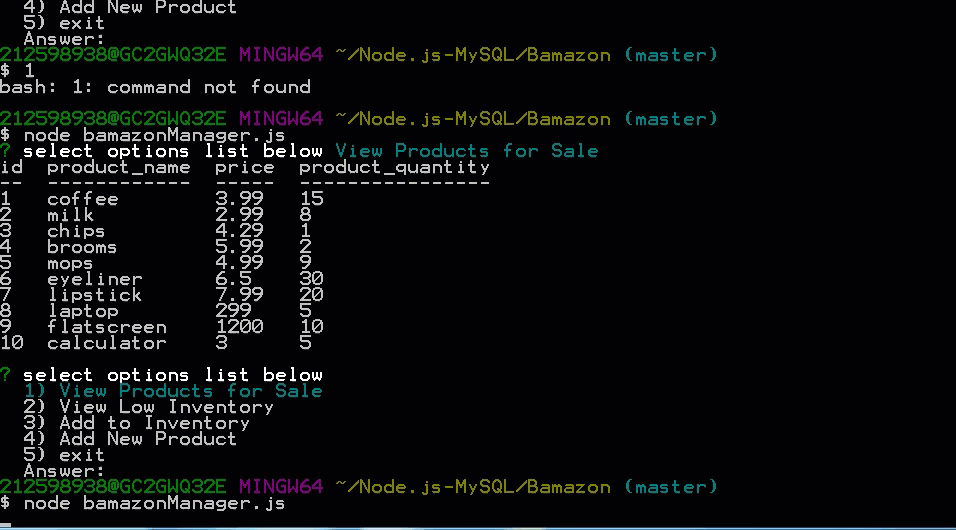 4) Add New Product
5) exit
Answer:
212598938@GC2GWQ32E MINGW64 ~/Node.js-MySQL/Bamazon (master)
$ 1
bash: 1: command not found
212598938@GC2GWQ32E MINGW64 ~/Node.js-MySQL/Bamazon (master)
$ node bamazonManager.js
? select options list below View Products for Sale
id product_name price product_quantity
-- ------------ ----- ----------------
1 coffee 3.99 15
2 milk 2.99 8
3 chips 4.29 1
4 brooms 5.99 2
5 mops 4.99 9
6 eyeliner 6.5 30
7 lipstick 7.99 20
8 laptop 299 5
9 flatscreen 1200 10
10 calculator 3 5
? select options list below
1) View Products for Sale
2) View Low Inventory
3) Add to Inventory
4) Add New Product
5) exit
Answer:
212598938@GC2GWQ32E MINGW64 ~/Node.js-MySQL/Bamazon (master)
$ node bamazonManager.js